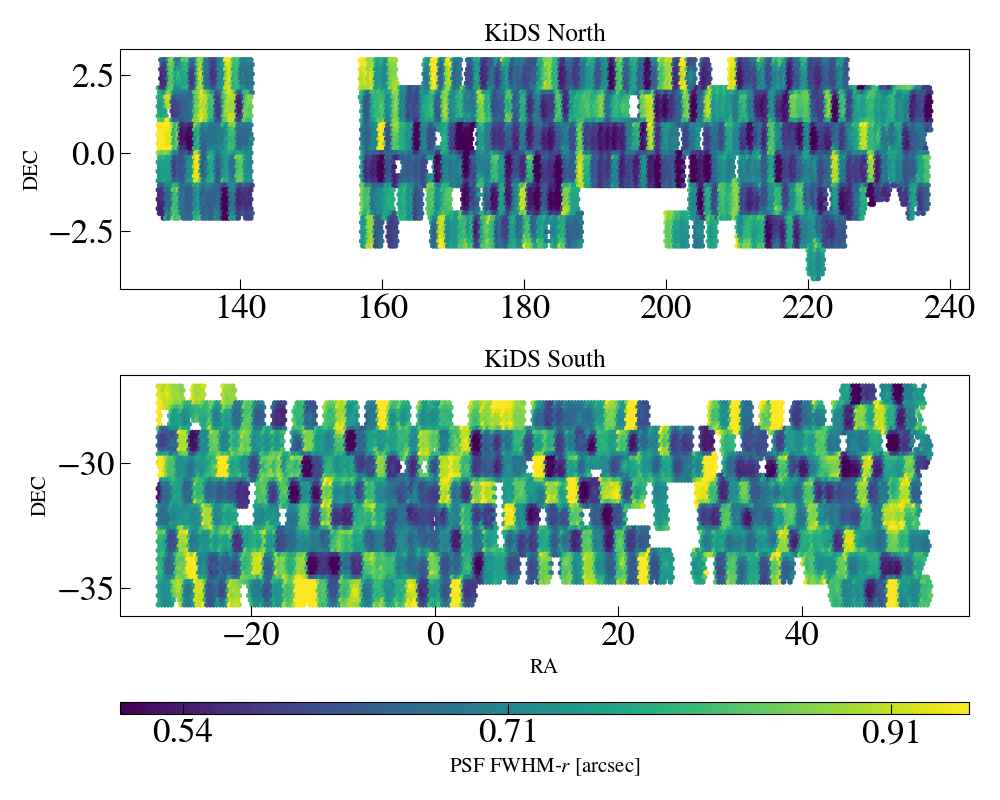 KiDS North
2.5
0.0
−2.5
DEC
140 160 180 200 220 240
KiDS South
−30
−35
DEC
−20 0 20 40
RA
0.54 0.71 0.91
PSF FWHM-r [arcsec]